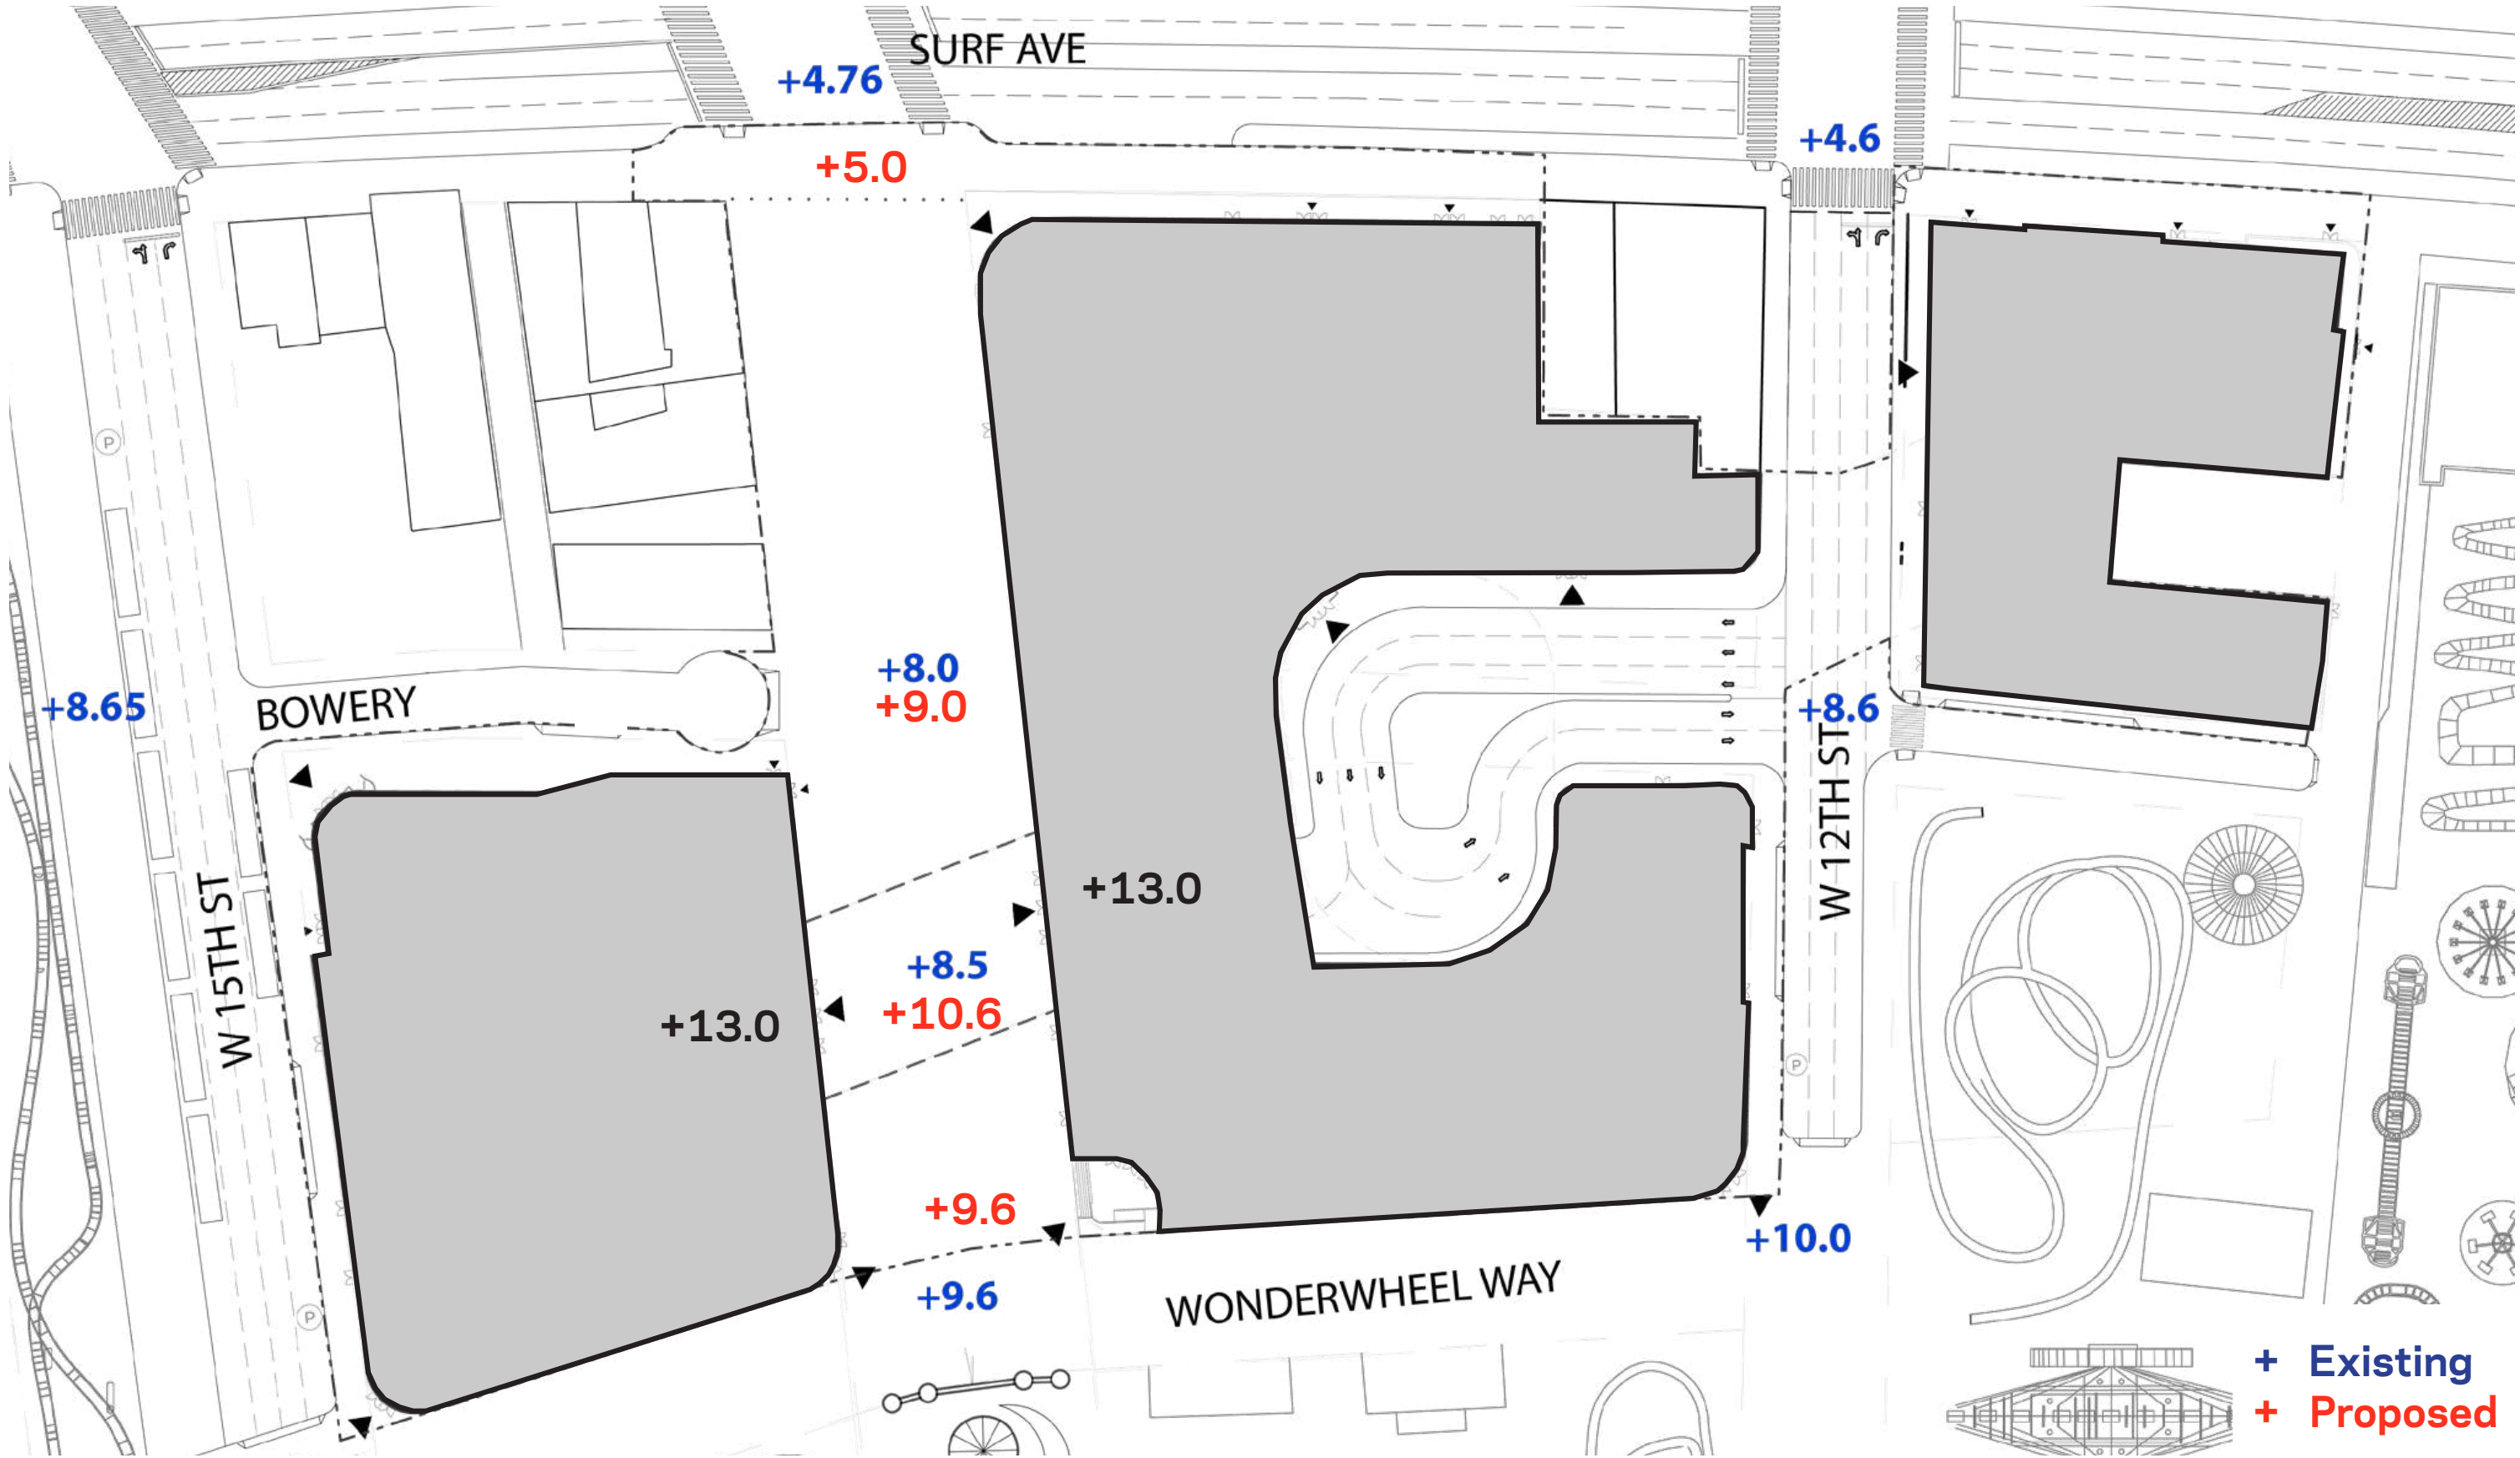 SURF AVE
+4.76
+4.6
+5.0
P
+8.0
+9.0
+8.65
BOWERY
+8.6
W 12TH ST
+13.0
W 15TH ST
+8.5
+10.6
+13.0
P
+9.6
+10.0
+9.6
WONDERWHEEL WAY
P
+ Existing
+ Proposed